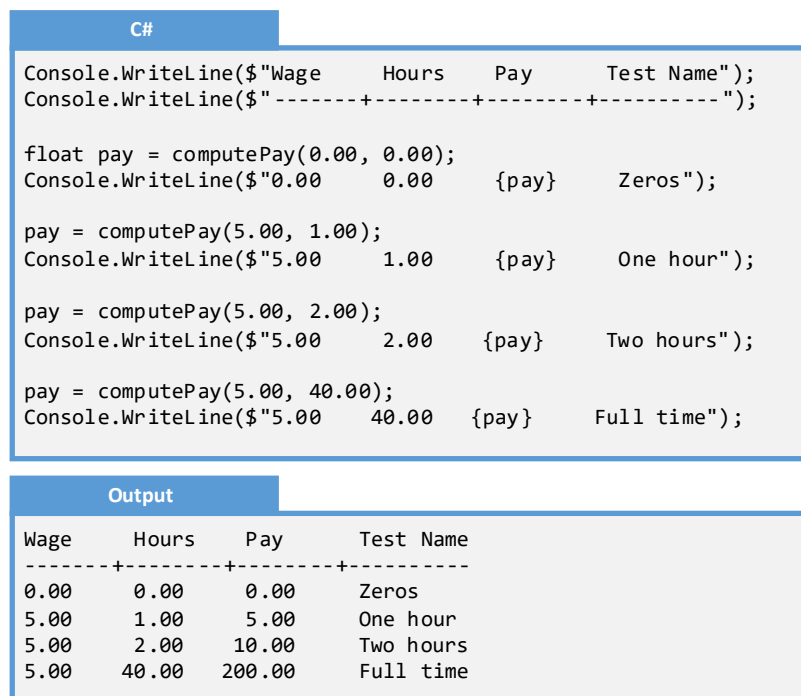 C#
Console.WriteLine($"Wage     Hours    Pay      Test Name");
Console.WriteLine($"-------+--------+--------+----------");
float pay = computePay(0.00, 0.00);
Console.WriteLine($"0.00     0.00     {pay}     Zeros");
pay = computePay(5.00, 1.00);
Console.WriteLine($"5.00     1.00     {pay}     One hour");
pay = computePay(5.00, 2.00);
Console.WriteLine($"5.00     2.00    {pay}     Two hours");
pay = computePay(5.00, 40.00);
Console.WriteLine($"5.00    40.00   {pay}     Full time");
Output
Wage     Hours    Pay      Test Name
-------+--------+--------+----------
0.00     0.00     0.00     Zeros
5.00     1.00     5.00     One hour
5.00     2.00    10.00     Two hours
5.00    40.00   200.00     Full time